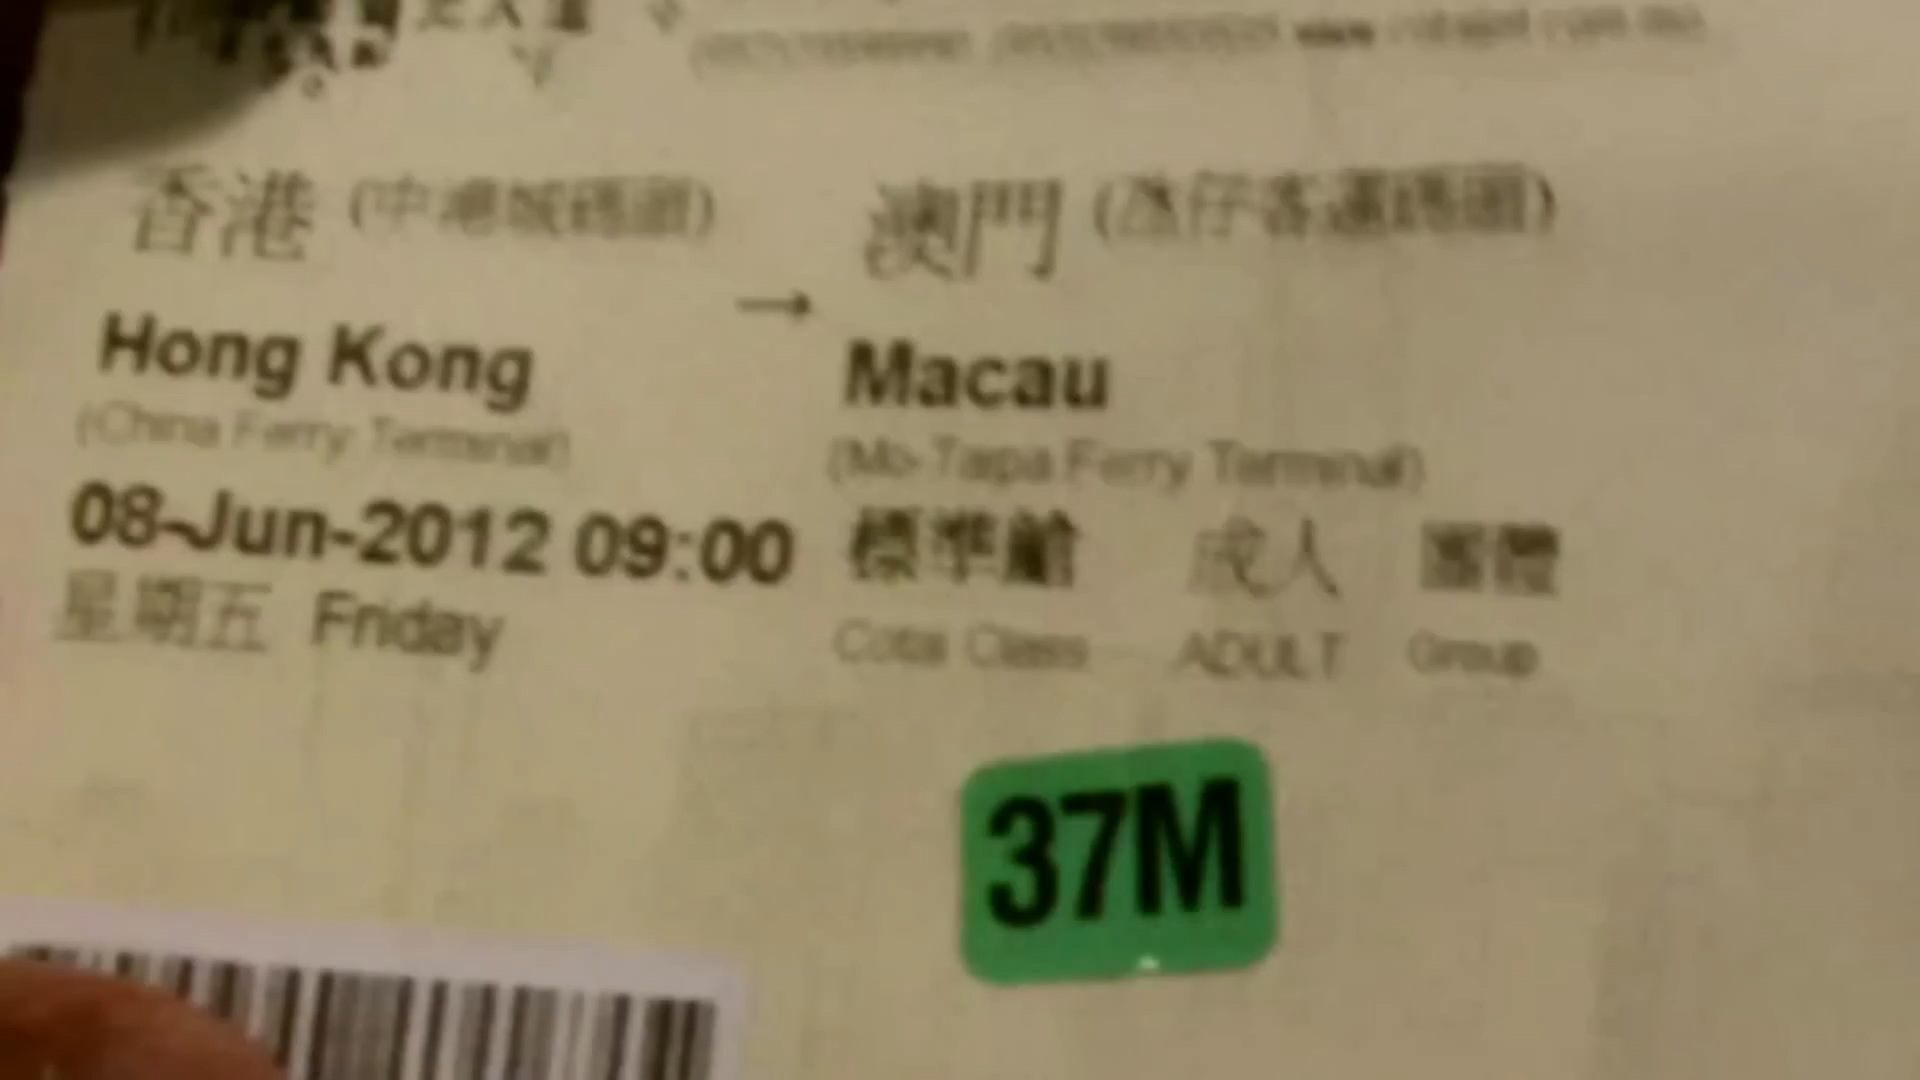 香港 (中港城碼頭) → 澳門 (氹仔客運碼頭)
Hong Kong Macau
(China Ferry Terminal) (Mo-Taipa Ferry Terminal)
08-Jun-2012 09:00 標準艙 成人 團體
星期五 Friday Cotai Class ADULT Group
37M